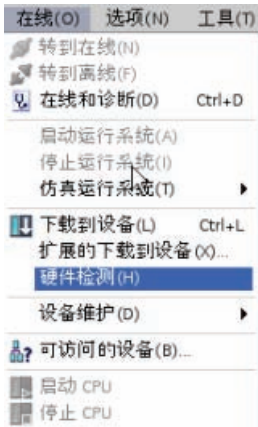 在线(O) 选项(N) 工具(T)
转到在线(N)
转到离线(F)
在线和诊断(D) Ctrl+D
启动运行系统(A)
停止运行系统(I)
仿真运行系统(T)
下载到设备(L) Ctrl+L
扩展的下载到设备(X)...
硬件检测(H)
设备维护(D)
可访问的设备(B)...
启动 CPU
停止 CPU